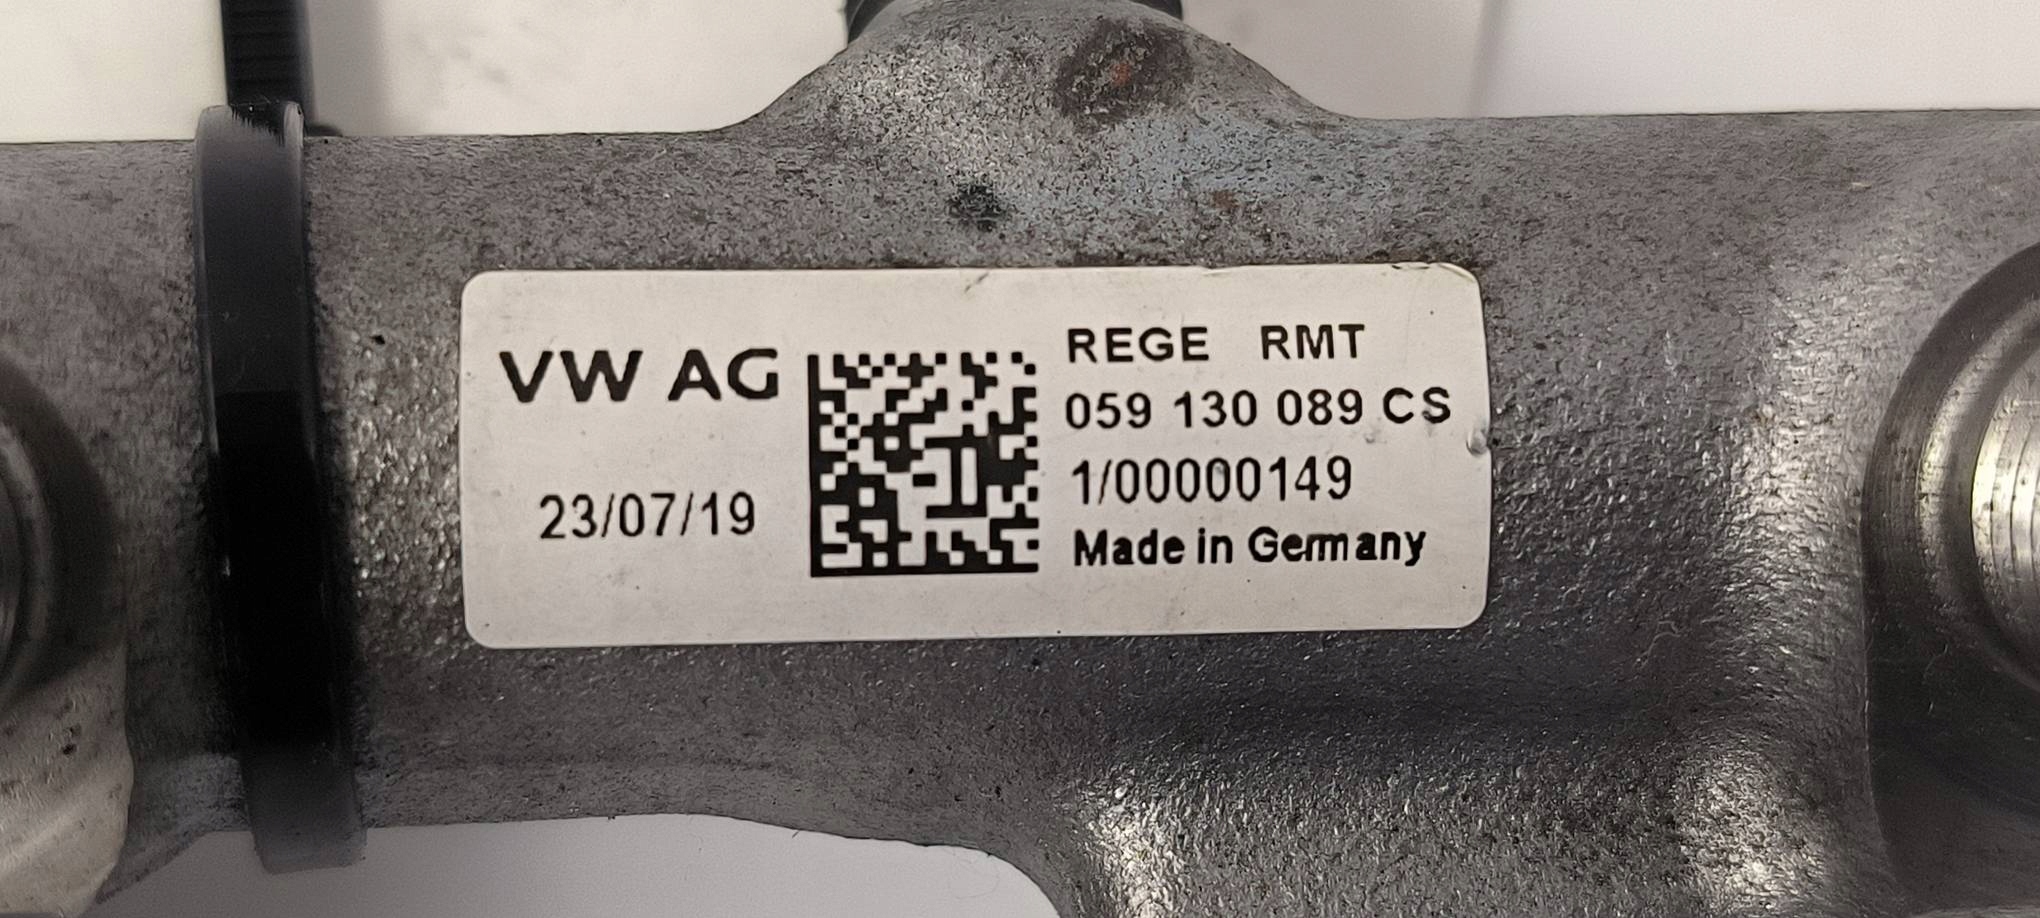 VW AG
23/07/19
REGE RMT
059 130 089 CS
1/00000149
Made in Germany